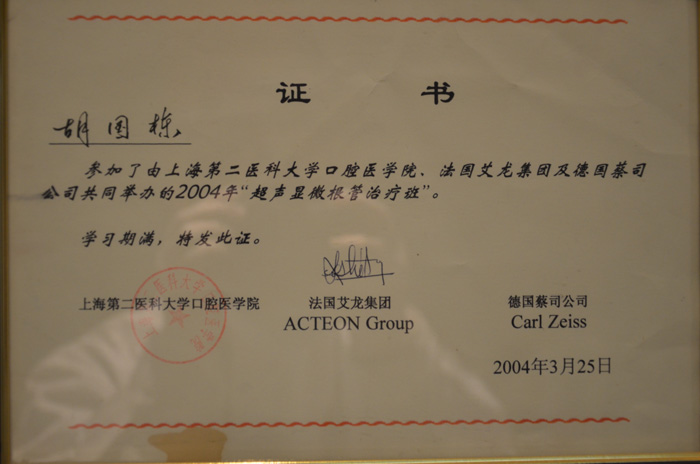 证 书
胡国栋
参加了由上海第二医科大学口腔医学院、法国艾龙集团及德国蔡司
公司共同举办的2004年“超声显微根管治疗班”。
学习期满，特发此证。
上海第二医科大学口腔医学院 法国艾龙集团 德国蔡司公司
ACTEON Group Carl Zeiss
2004年3月25日